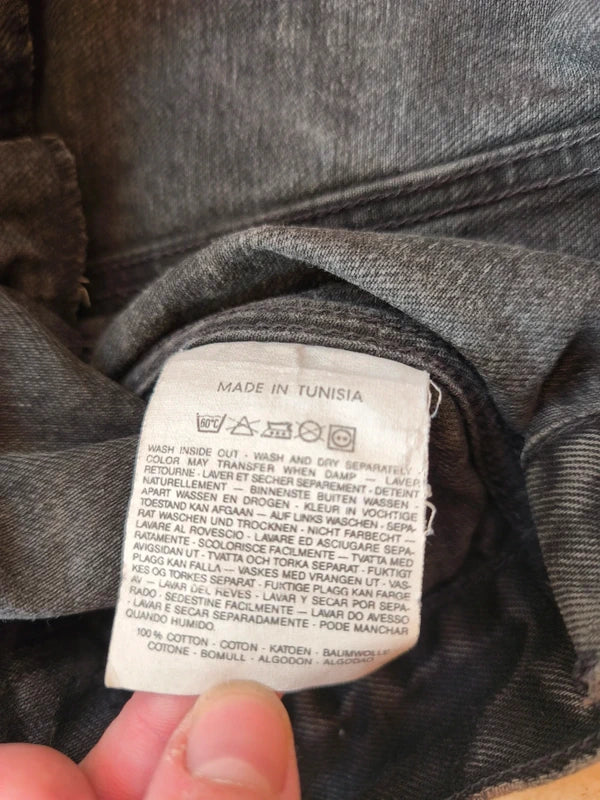 MADE IN TUNISIA
60°C
WASH INSIDE OUT - WASH AND DRY SEPARATELY -
COLOR MAY TRANSFER WHEN DAMP — LAVER
RETOURNE - LAVER ET SECHER SEPAREMENT - DETEINT
NATURELLEMENT — BINNENSTE BUITEN WASSEN -
APART WASSEN EN DROGEN - KLEUR IN VOCHTIGE
TOESTAND KAN AFGAAN — AUF LINKS WASCHEN - SEPA-
RAT WASCHEN UND TROCKNEN - NICHT FARBECHT —
LAVARE AL ROVESCIO - LAVARE ED ASCIUGARE SEPA-
RATAMENTE - SCOLORISCE FACILMENTE — TVATTA MED
AVIGSIDAN UT - TVATTA OCH TORKA SEPARAT - FUKTIGT
PLAGG KAN FALLA — VASKES MED VRANGEN UT - VAS-
KES OG TORKES SEPARAT - FUKTIGE PLAGG KAN FARGE
AV — LAVAR DEL REVES - LAVAR Y SECAR POR SEPA-
RADO - SEDESTINE FACILMENTE — LAVAR DO AVESSO
- LAVAR E SECAR SEPARADAMENTE - PODE MANCHAR
QUANDO HUMIDO.
100% COTTON - COTON - KATOEN - BAUMWOLLE
COTONE - BOMULL - ALGODON - ALGODAO